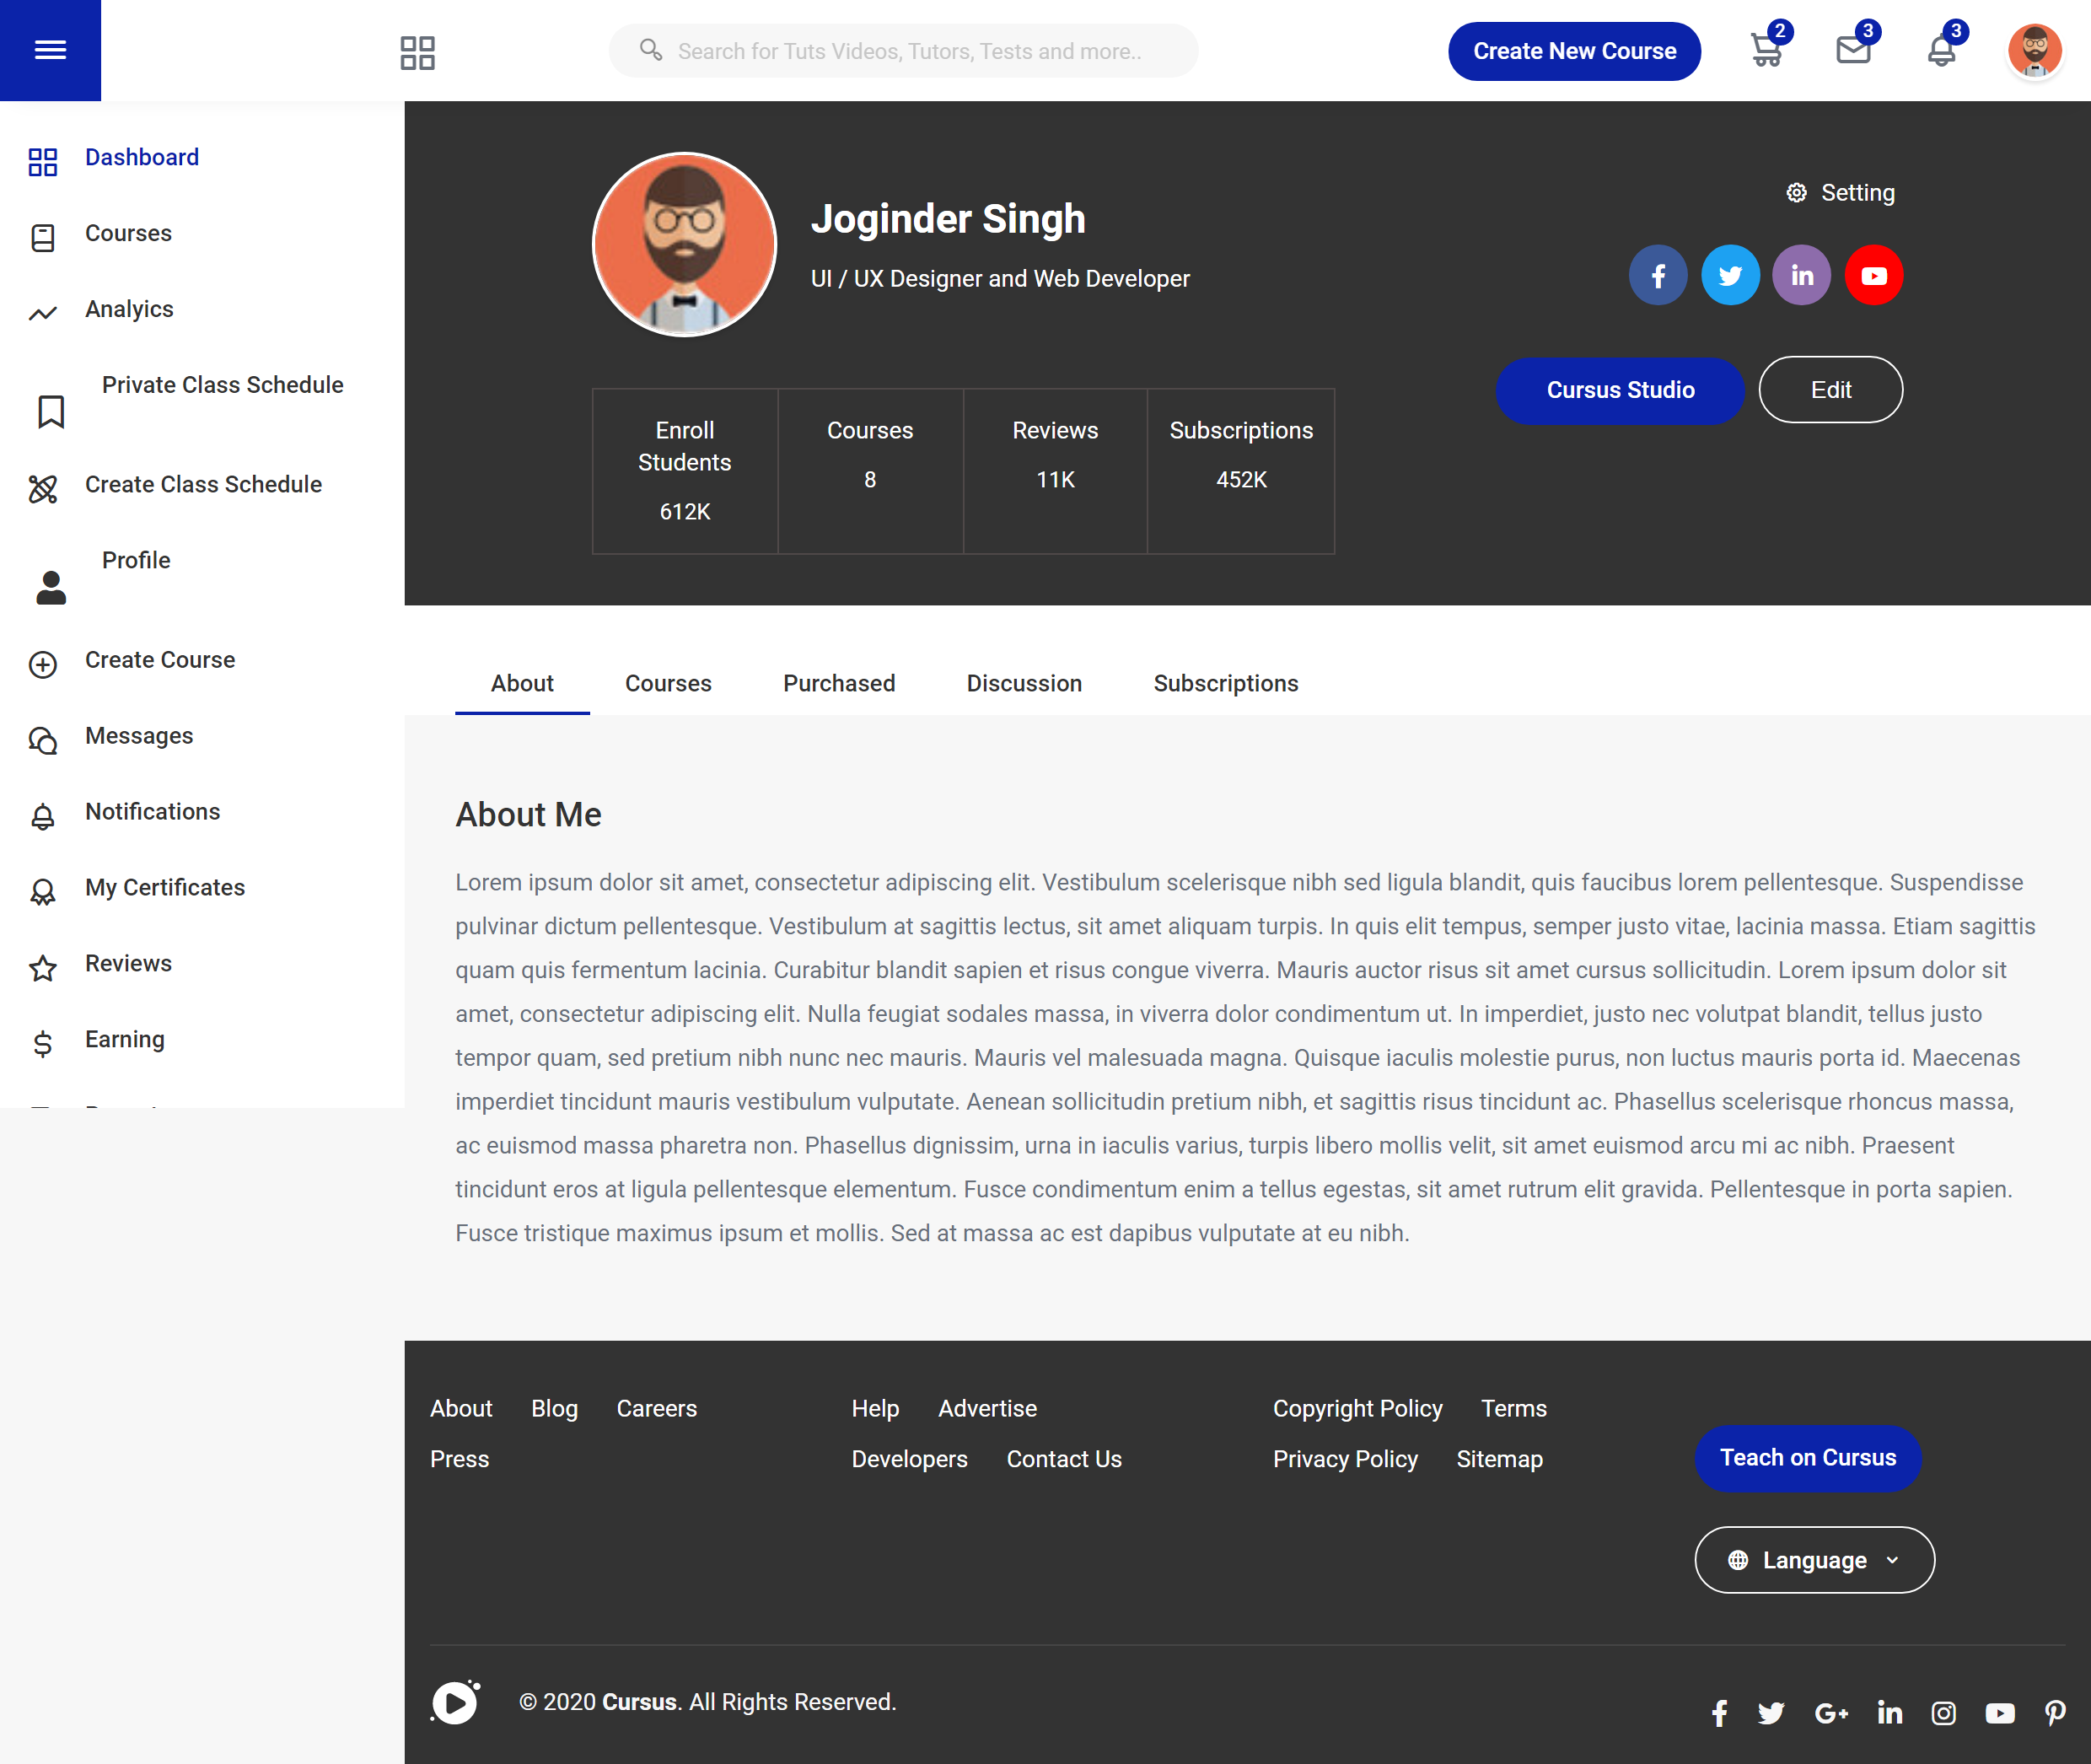 Search for Tuts Videos, Tutors, Tests and more..
Create New Course
2
3
3
Dashboard
Courses
Analyics
Private Class Schedule
Create Class Schedule
Profile
Create Course
Messages
Notifications
My Certificates
Reviews
Earning
Joginder Singh
UI / UX Designer and Web Developer
Setting
Cursus Studio
Edit
Enroll
Students
612K
Courses
8
Reviews
11K
Subscriptions
452K
About
Courses
Purchased
Discussion
Subscriptions
About Me
Lorem ipsum dolor sit amet, consectetur adipiscing elit. Vestibulum scelerisque nibh sed ligula blandit, quis faucibus lorem pellentesque. Suspendisse
pulvinar dictum pellentesque. Vestibulum at sagittis lectus, sit amet aliquam turpis. In quis elit tempus, semper justo vitae, lacinia massa. Etiam sagittis
quam quis fermentum lacinia. Curabitur blandit sapien et risus congue viverra. Mauris auctor risus sit amet cursus sollicitudin. Lorem ipsum dolor sit
amet, consectetur adipiscing elit. Nulla feugiat sodales massa, in viverra dolor condimentum ut. In imperdiet, justo nec volutpat blandit, tellus justo
tempor quam, sed pretium nibh nunc nec mauris. Mauris vel malesuada magna. Quisque iaculis molestie purus, non luctus mauris porta id. Maecenas
imperdiet tincidunt mauris vestibulum vulputate. Aenean sollicitudin pretium nibh, et sagittis risus tincidunt ac. Phasellus scelerisque rhoncus massa,
ac euismod massa pharetra non. Phasellus dignissim, urna in iaculis varius, turpis libero mollis velit, sit amet euismod arcu mi ac nibh. Praesent
tincidunt eros at ligula pellentesque elementum. Fusce condimentum enim a tellus egestas, sit amet rutrum elit gravida. Pellentesque in porta sapien.
Fusce tristique maximus ipsum et mollis. Sed at massa ac est dapibus vulputate at eu nibh.
About Blog Careers
Press
Help Advertise
Developers Contact Us
Copyright Policy Terms
Privacy Policy Sitemap
Teach on Cursus
Language
© 2020 Cursus. All Rights Reserved.